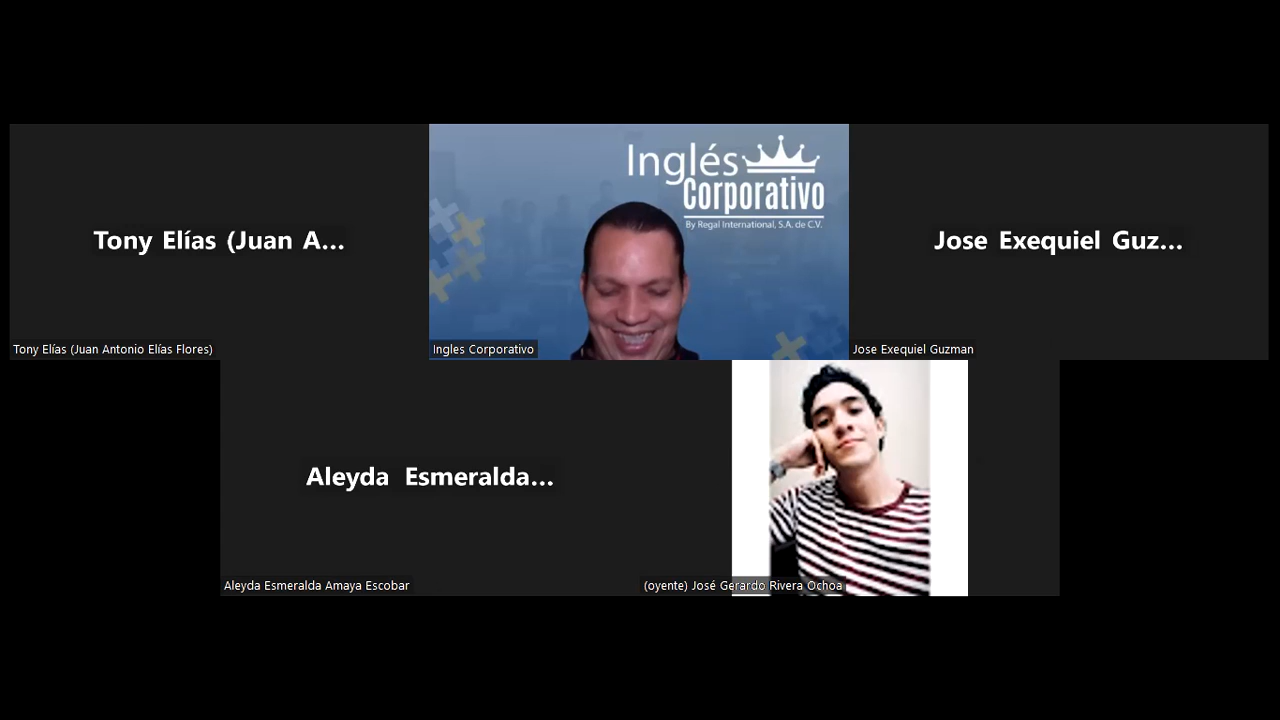 Inglés
Corporativo
By Regal International, S.A. de C.V.
Tony Elías (Juan A...
Jose Exequiel Guz...
Tony Elías (Juan Antonio Elías Flores)
Ingles Corporativo
Jose Exequiel Guzman
Aleyda Esmeralda...
Aleyda Esmeralda Amaya Escobar
(oyente) José Gerardo Rivera Ochoa